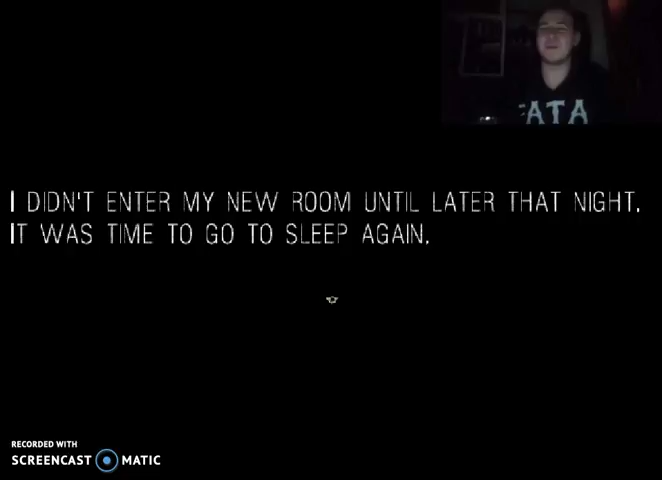 ATA
I DIDN'T ENTER MY NEW ROOM UNTIL LATER THAT NIGHT.
IT WAS TIME TO GO TO SLEEP AGAIN.
RECORDED WITH
SCREENCAST MATIC